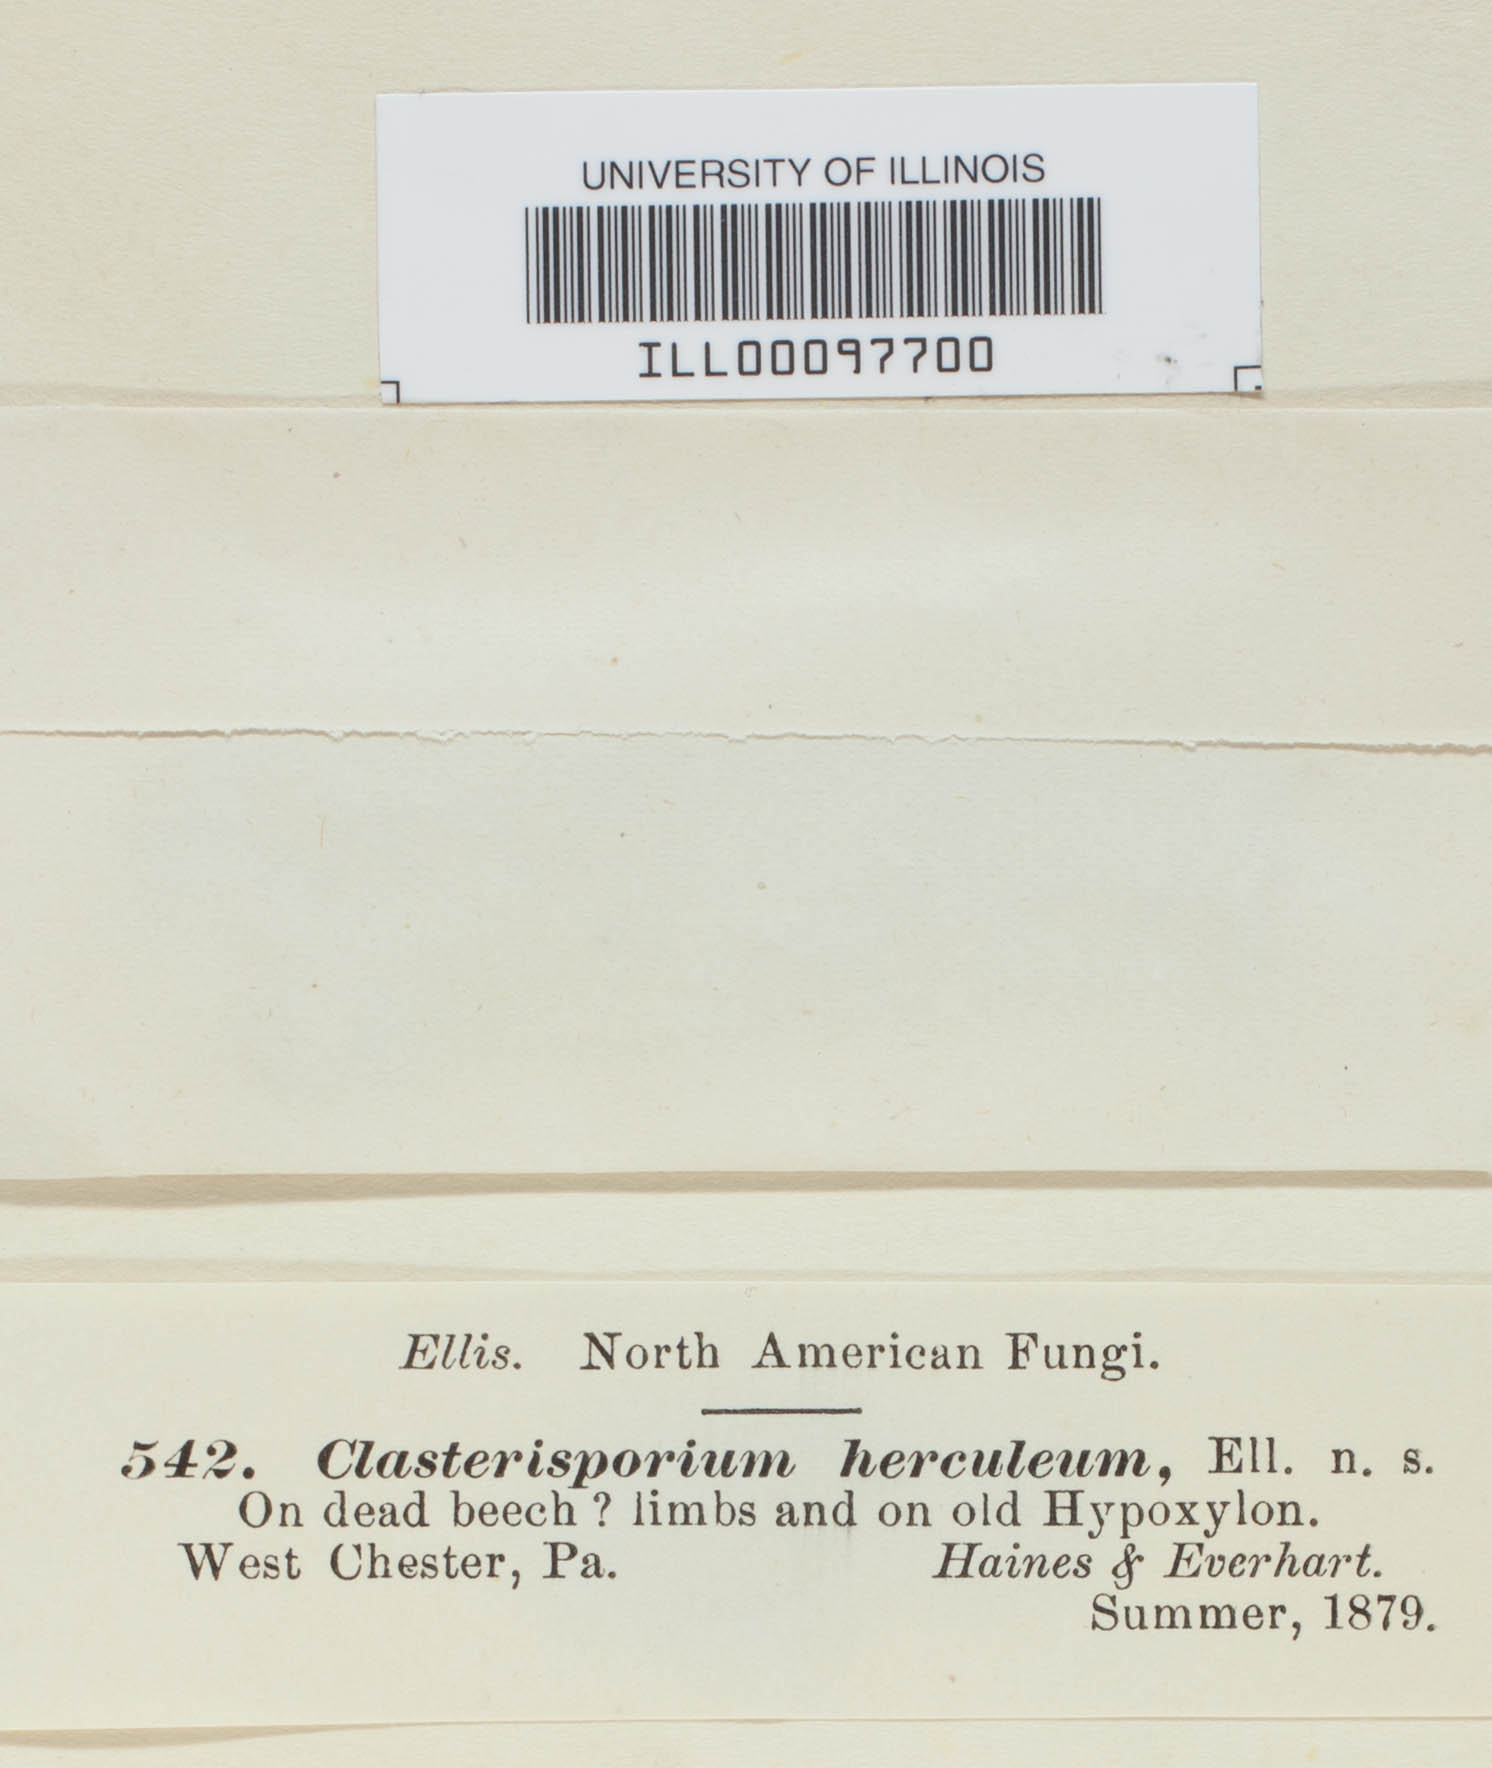 UNIVERSITY OF ILLINOIS
ILL00097700
Ellis. North American Fungi.
542. Clasterisporium herculeum, Ell. n. s.
On dead beech ? limbs and on old Hypoxylon.
West Chester, Pa. Haines & Everhart.
Summer, 1879.